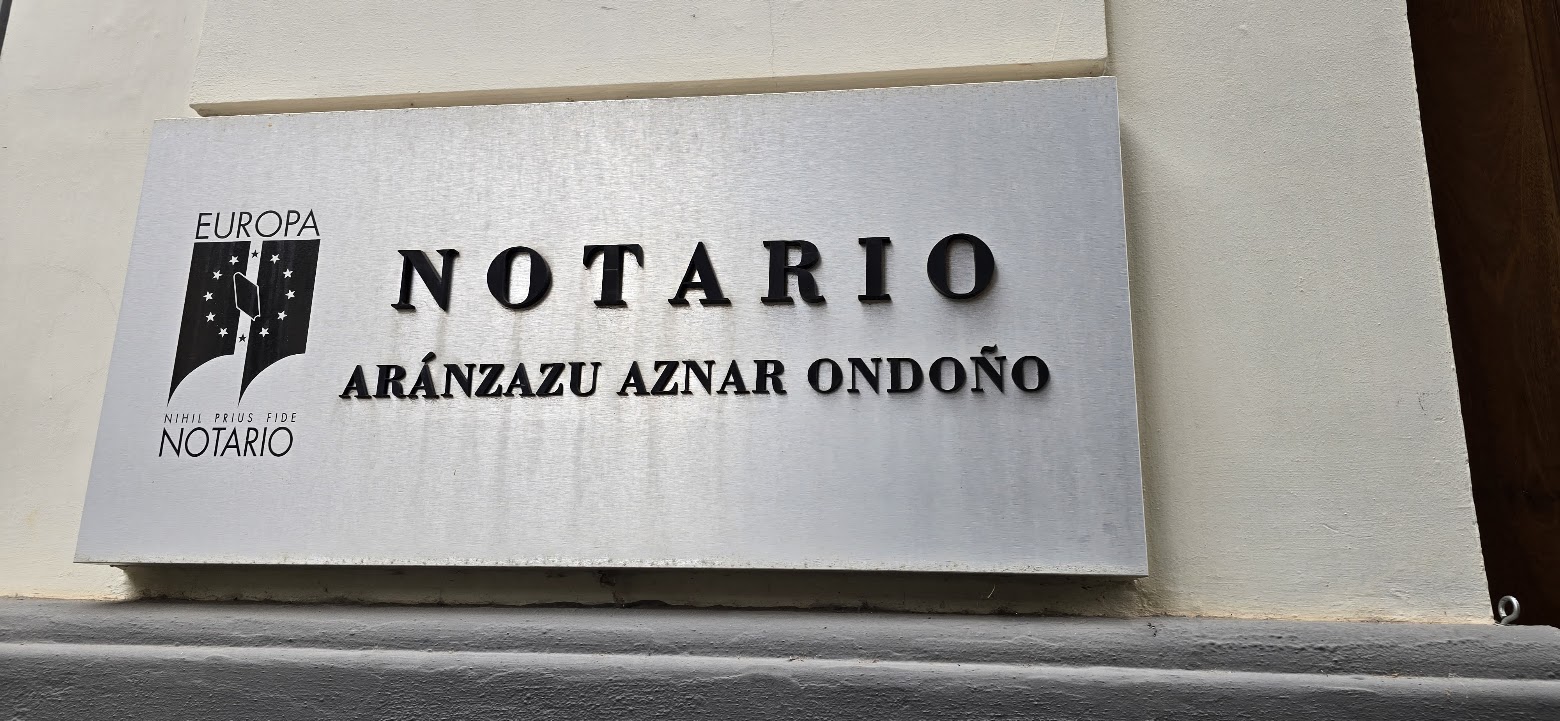 EUROPA
NIHIL PRIUS FIDE
NOTARIO
NOTARIO
ARÁNZAZU AZNAR ONDOÑO